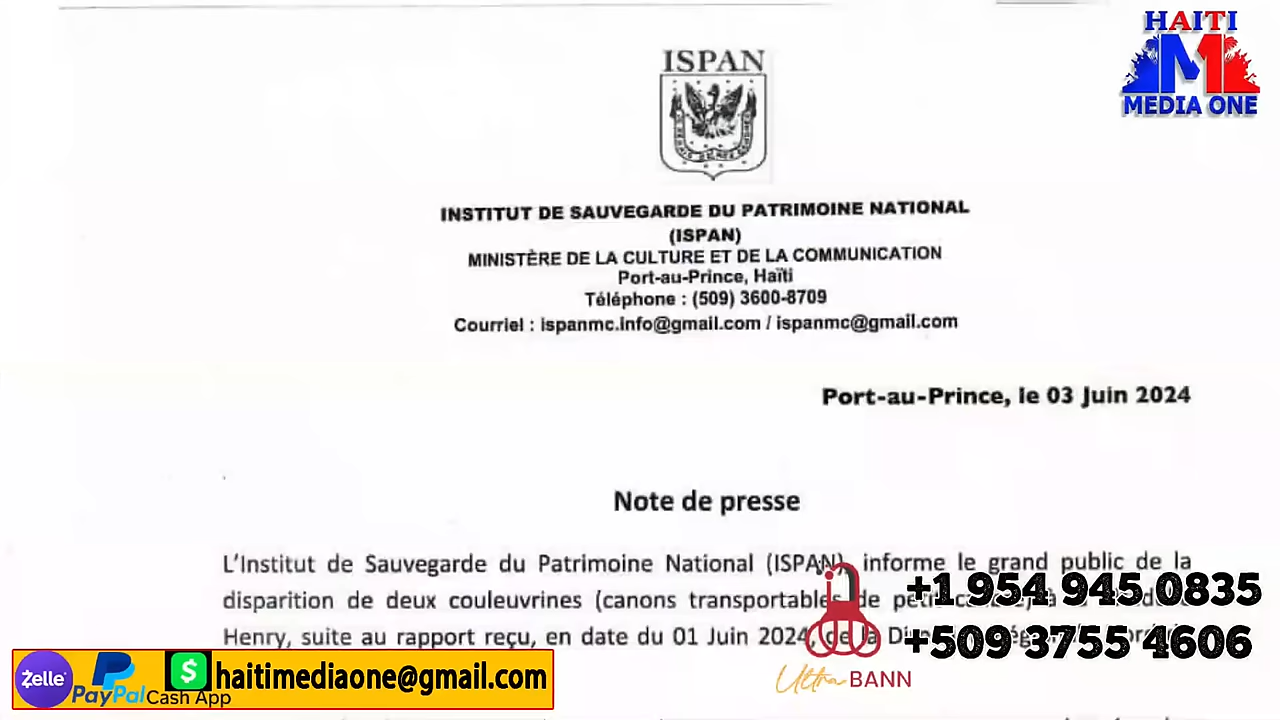 HAITI
M
MEDIA ONE
ISPAN
INSTITUT DE SAUVEGARDE DU PATRIMOINE NATIONAL
(ISPAN)
MINISTÈRE DE LA CULTURE ET DE LA COMMUNICATION
Port-au-Prince, Haïti
Téléphone : (509) 3600-8709
Courriel : ispanmc.info@gmail.com / ispanmc@gmail.com
Port-au-Prince, le 03 Juin 2024
Note de presse
L'Institut de Sauvegarde du Patrimoine National (ISPAN), informe le grand public de la
disparition de deux couleuvrines (canons transportables de
Henry, suite au rapport reçu, en date du 01 Juin 2024, de la
+1 954 945 0835
+509 3755 4606
Ultra BANN
Zelle
PayPal
$
Cash App
haitimediaone@gmail.com